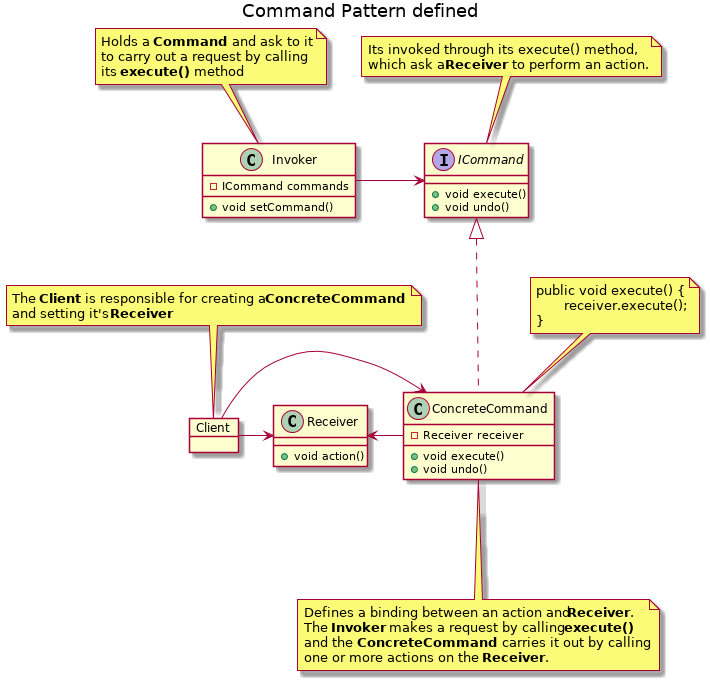 Command Pattern defined
Holds a Command and ask to it
to carry out a request by calling
its execute() method
Its invoked through its execute() method,
which ask a Receiver to perform an action.
C Invoker
ICommand commands
void setCommand()
I ICommand
void execute()
void undo()
The Client is responsible for creating a ConcreteCommand
and setting it's Receiver
public void execute() {
receiver.execute();
}
Client
C Receiver
void action()
C ConcreteCommand
Receiver receiver
void execute()
void undo()
Defines a binding between an action and Receiver.
The Invoker makes a request by calling execute()
and the ConcreteCommand carries it out by calling
one or more actions on the Receiver.